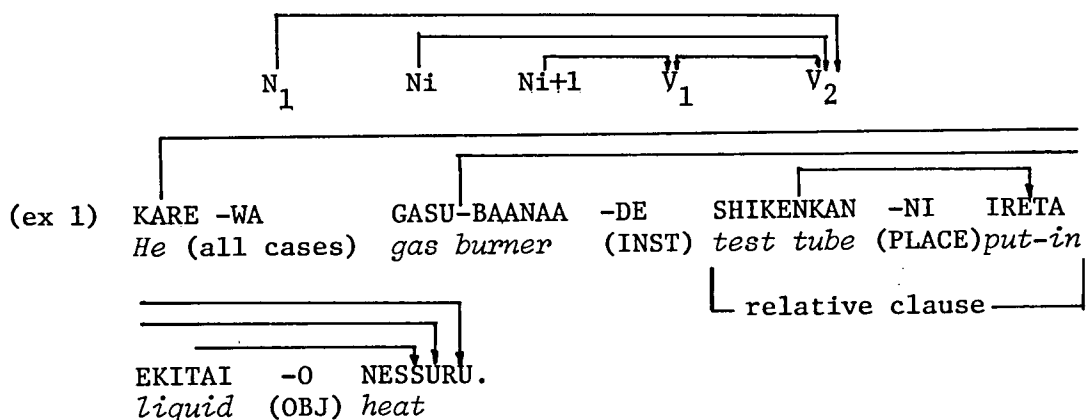 N1 Ni Ni+1 V1 V2
(ex 1) KARE -WA GASU-BAANAA -DE SHIKENKAN -NI IRETA
He (all cases) gas burner (INST) test tube (PLACE) put-in
relative clause
EKITAI -O NESSURU.
liquid (OBJ) heat